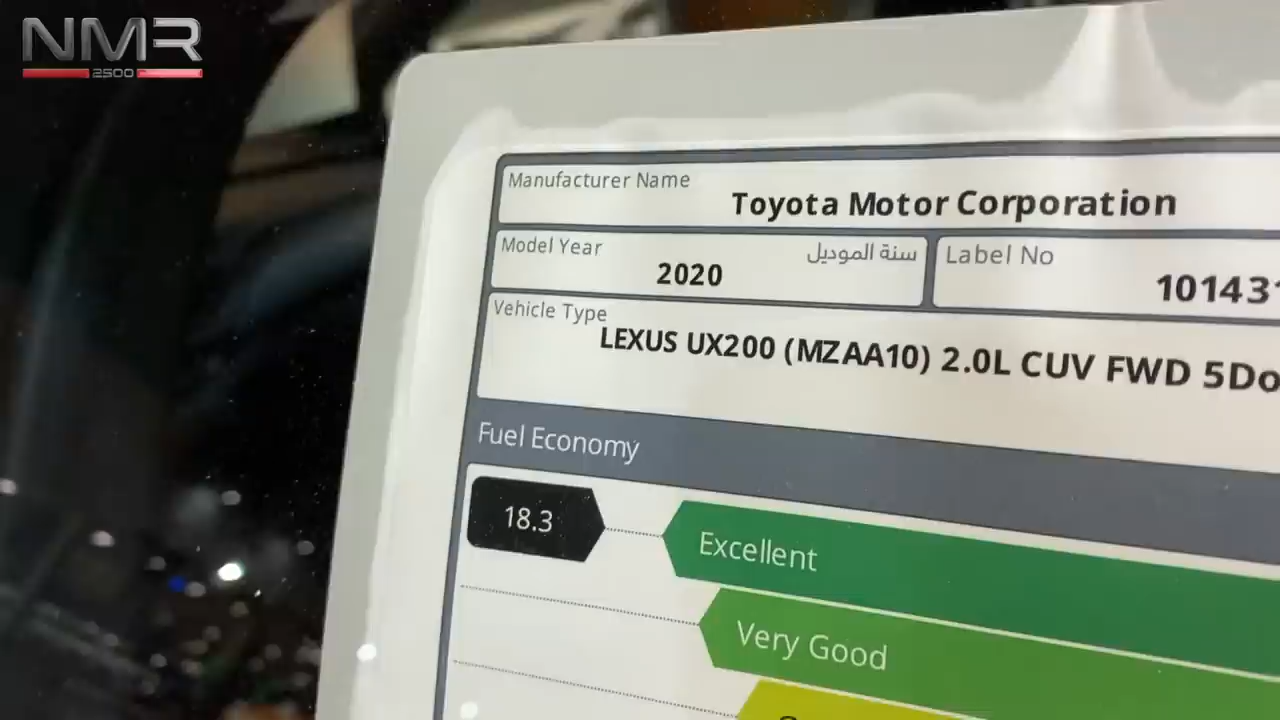 NMR
2500
Manufacturer Name
Toyota Motor Corporation
Model Year
سنة الموديل
2020
Label No
10143
Vehicle Type
LEXUS UX200 (MZAA10) 2.0L CUV FWD 5Do
Fuel Economy
18.3
Excellent
Very Good